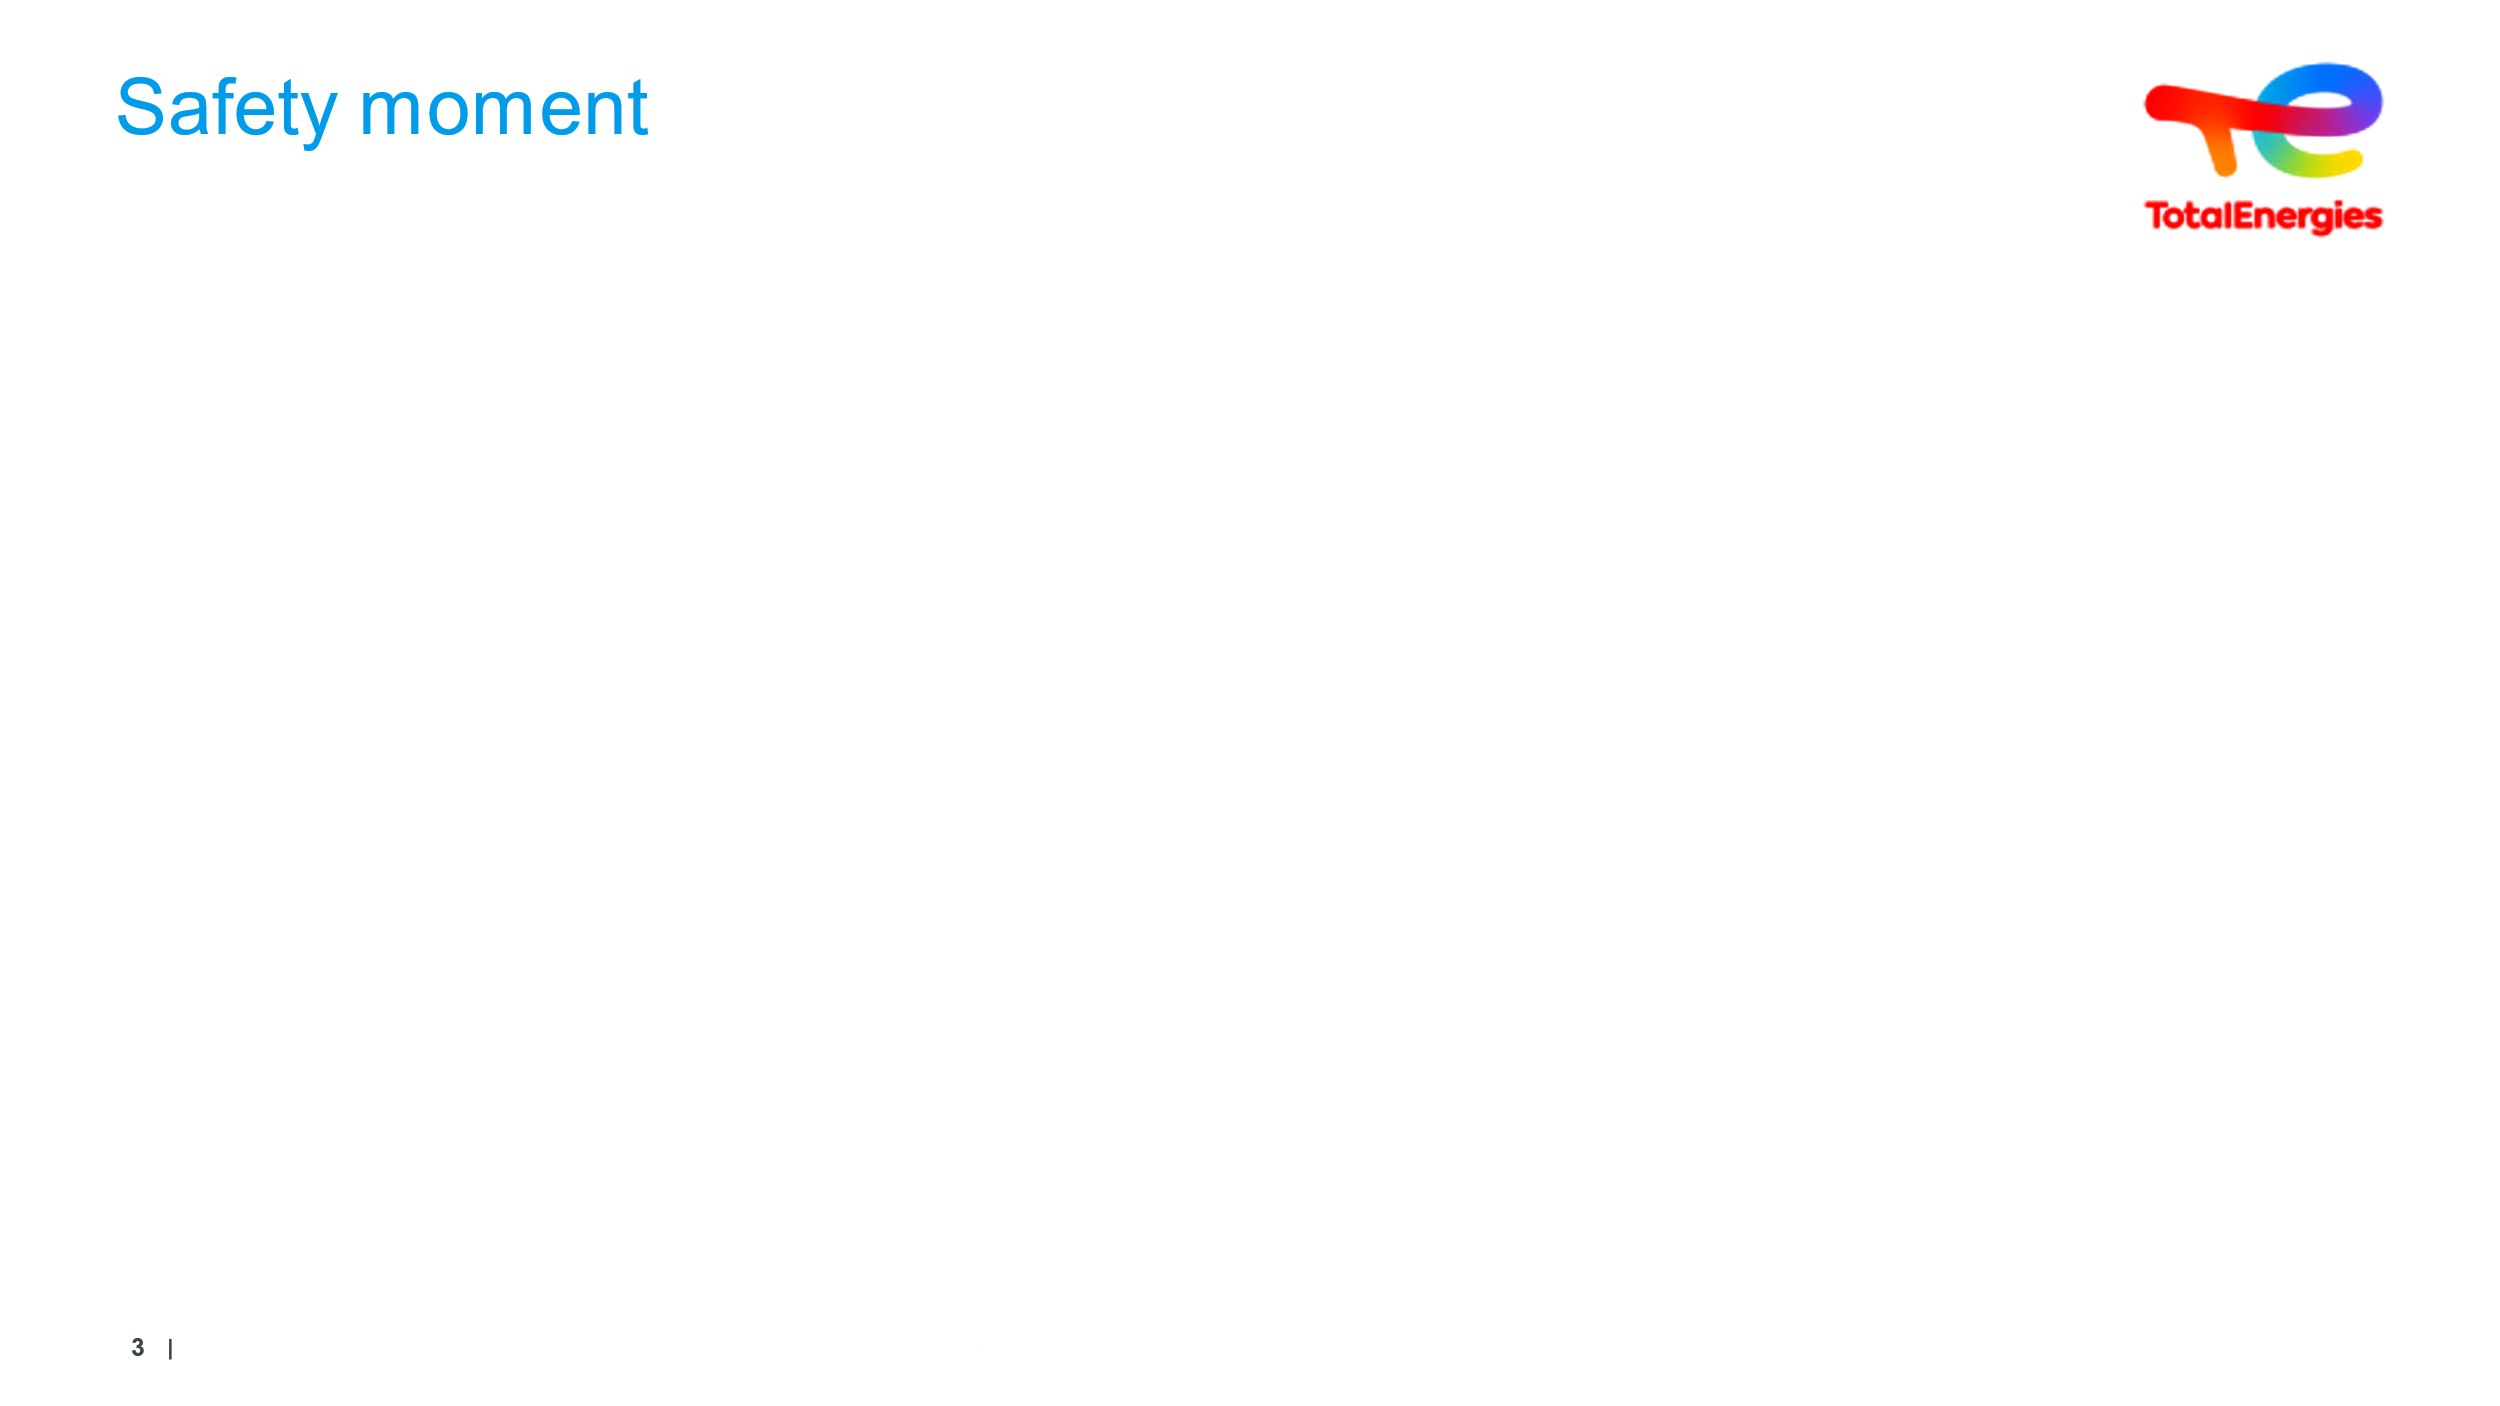 Safety moment
TotalEnergies
3 |